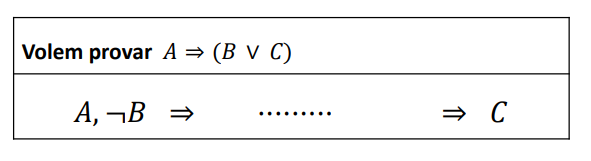 Volem provar A ⇒ (B ∨ C)
A, ¬B ⇒ ⋯⋯⋯ ⇒ C